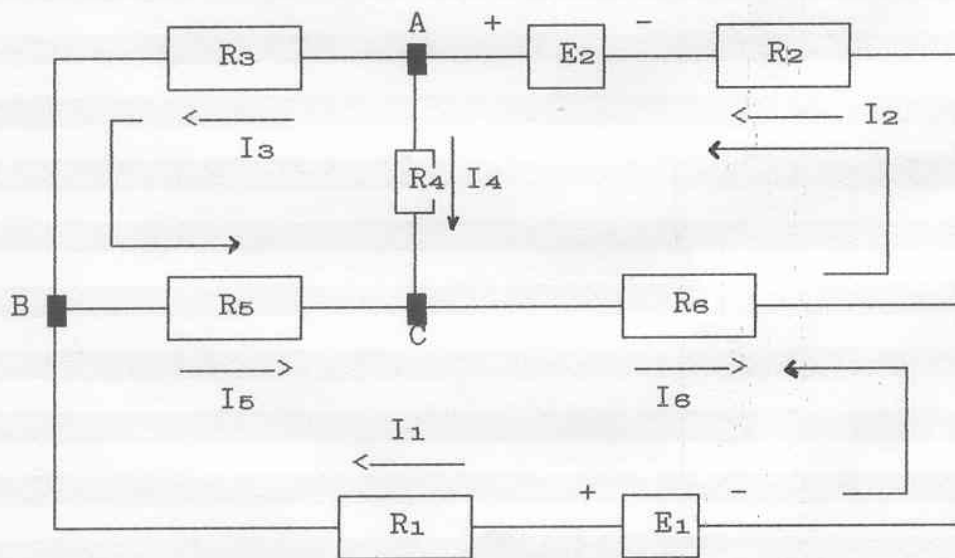 A + E₂ - R₂
R₃
I₃ I₂
R₄ I₄
B R₅ C R₆
I₅ I₆
I₁
R₁ + E₁ -